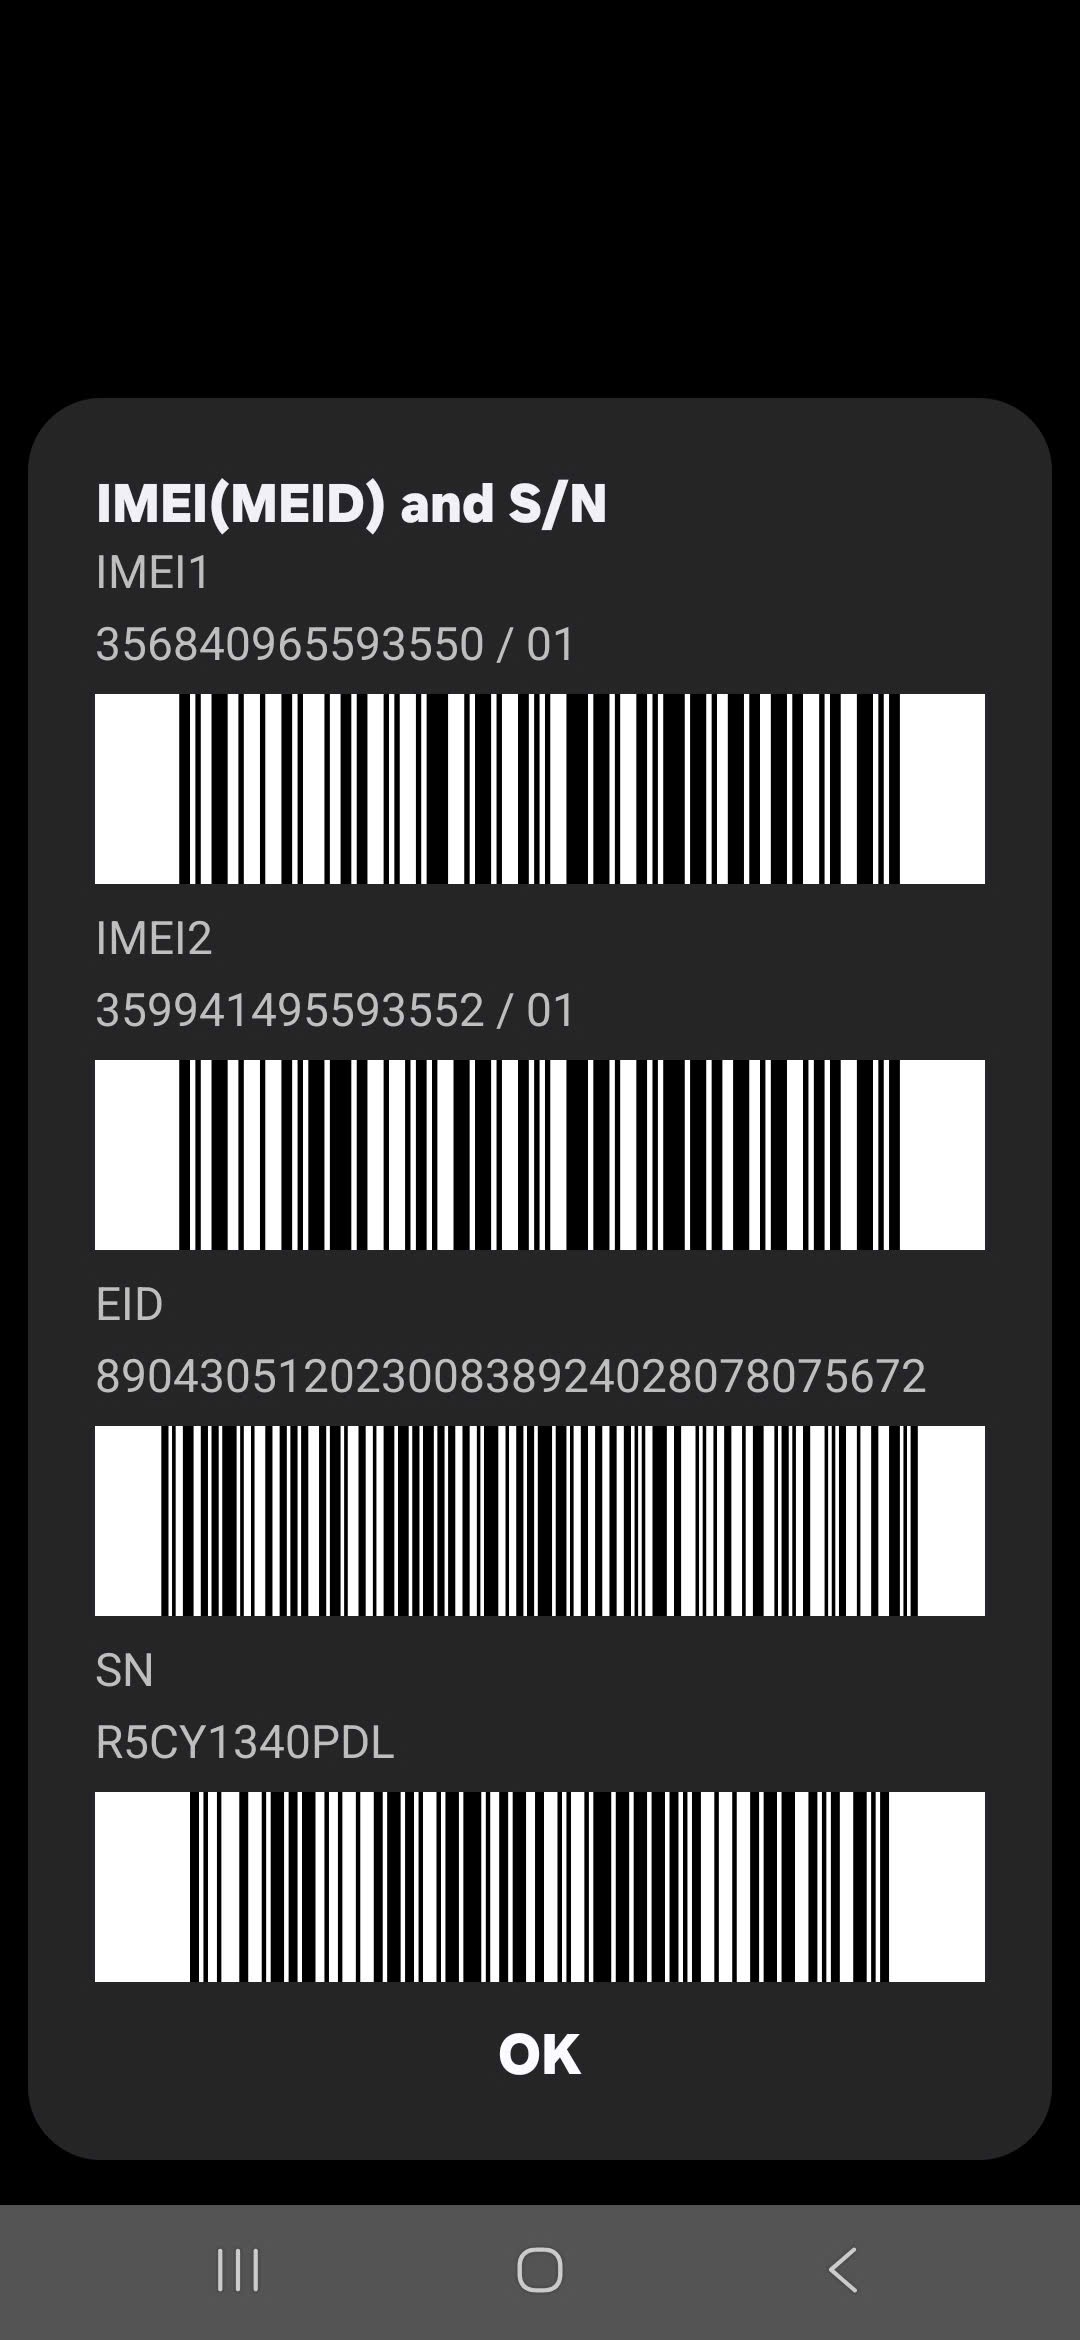 IMEI(MEID) and S/N
IMEI1
356840965593550 / 01
IMEI2
359941495593552 / 01
EID
89043051202300838924028078075672
SN
R5CY1340PDL
OK